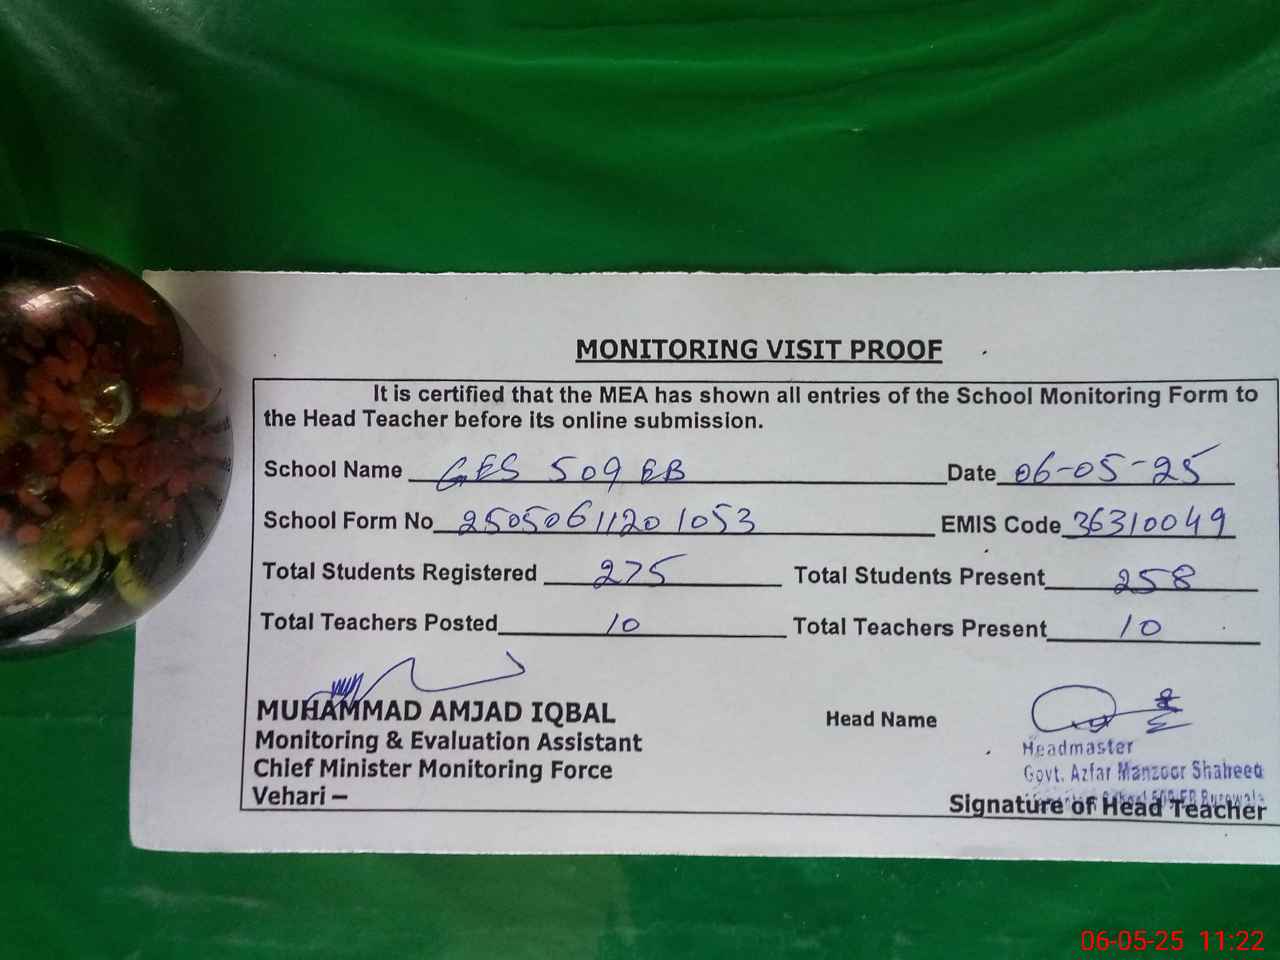 MONITORING VISIT PROOF
It is certified that the MEA has shown all entries of the School Monitoring Form to
the Head Teacher before its online submission.
School Name GES 509 EB Date 06-05-25
School Form No 25050611201053 EMIS Code 36310049
Total Students Registered 275 Total Students Present 258
Total Teachers Posted 10 Total Teachers Present 10
MUHAMMAD AMJAD IQBAL
Monitoring & Evaluation Assistant
Chief Minister Monitoring Force
Vehari –
Head Name
Headmaster
Govt. Azfar Manzoor Shaheed
School 509 EB Burewala
Signature of Head Teacher
06-05-25 11:22